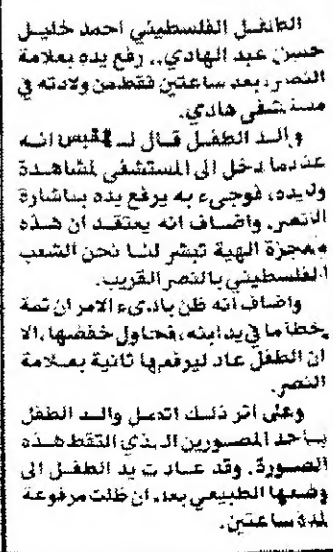 الطفل الفلسطيني احمد خليل
حسن عبد الهادي.. رفع يده بعلامة
النصر، بعد ساعتين فقط من ولادته في
مستشفى هادي.
والد الطفل قال لـ القبس انه
عندما دخل الى المستشفى لمشاهدة
وليده، فوجىء به يرفع يده باشارة
النصر. واضاف انه يعتقد ان هذه
معجزة الهية تبشر لنا نحن الشعب
الفلسطيني بالنصر القريب.
واضاف انه ظن بادىء الامر ان ثمة
خطأ ما في يد ابنه، فحاول خفضها، الا
ان الطفل عاد ليرفعها ثانية بعلامة
النصر.
وعلى اثر ذلك اتصل والد الطفل
باحد المصورين الذي التقط هذه
الصورة. وقد عادت يد الطفل الى
وضعها الطبيعي بعد ان ظلت مرفوعة
لمدة ساعتين.